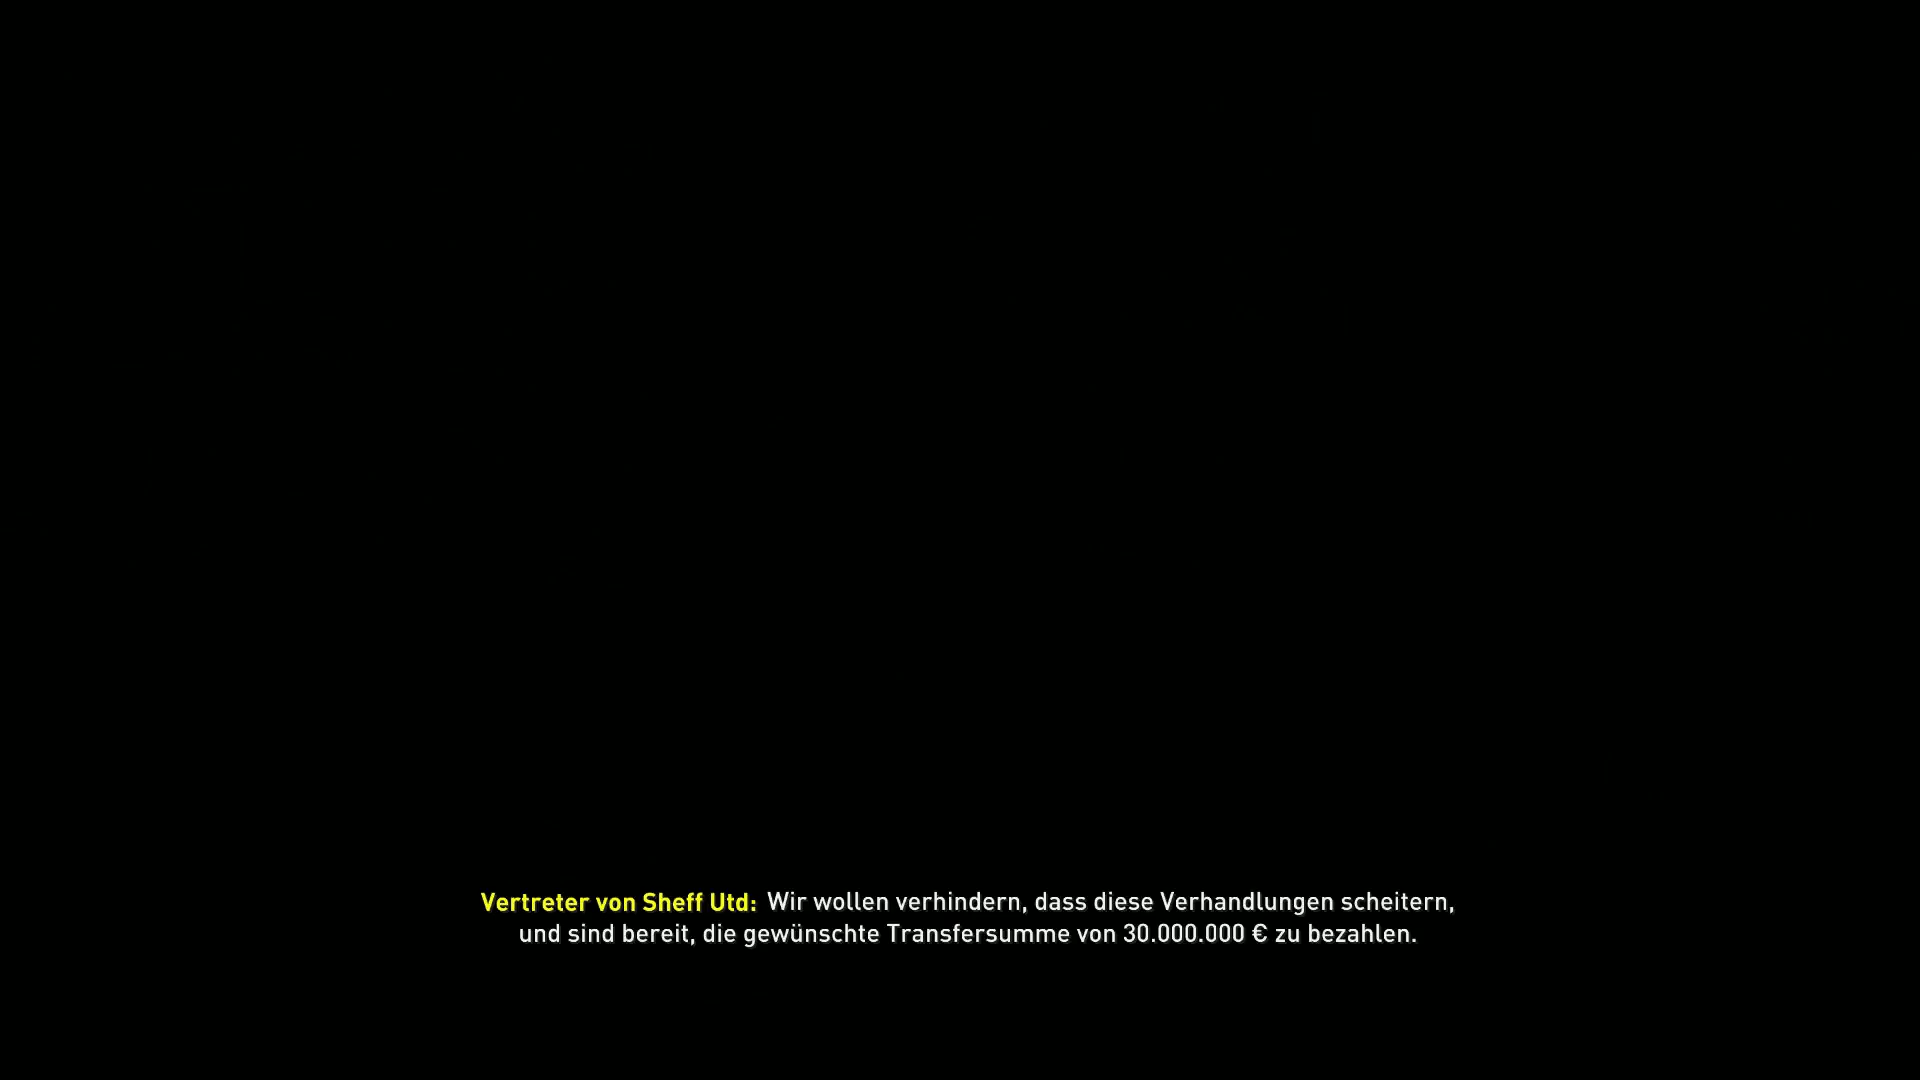 Vertreter von Sheff Utd: Wir wollen verhindern, dass diese Verhandlungen scheitern,
und sind bereit, die gewünschte Transfersumme von 30.000.000 € zu bezahlen.